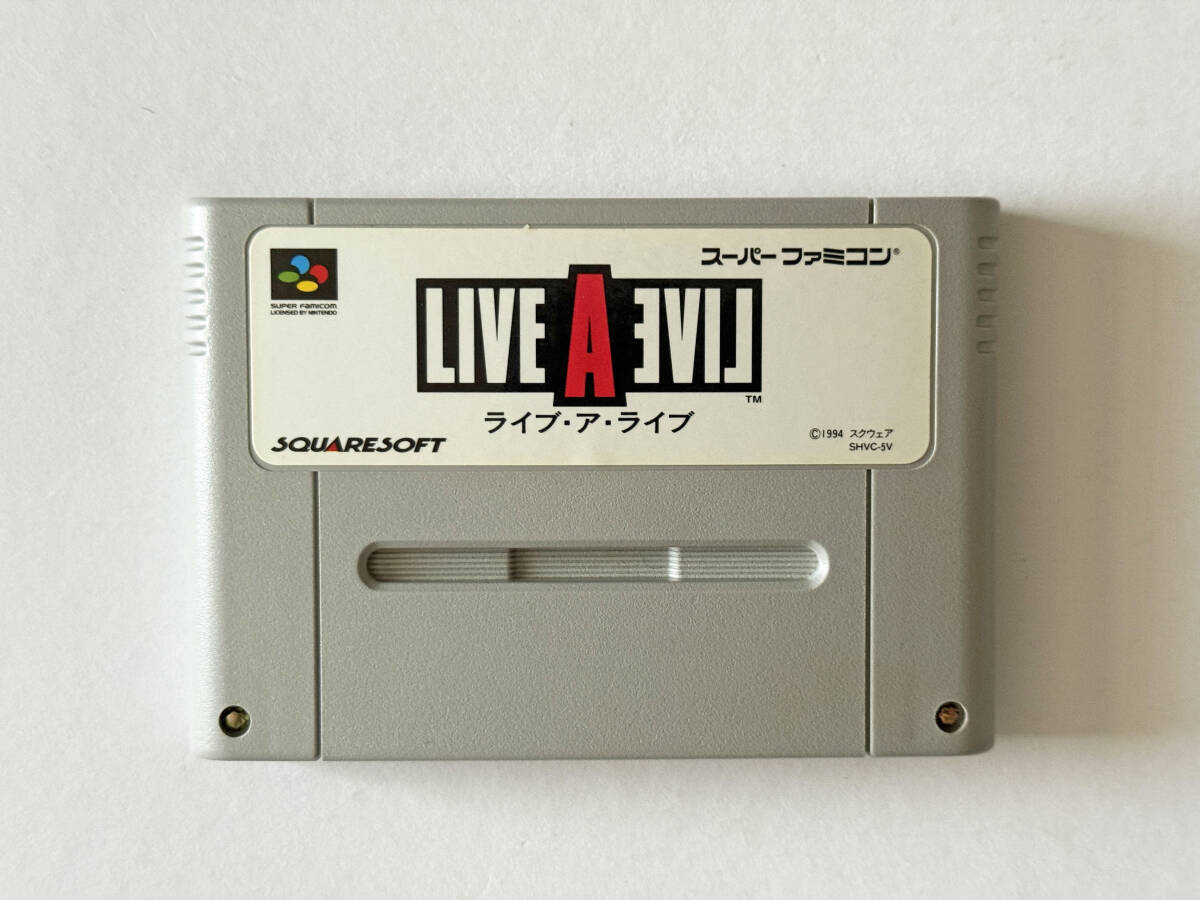 スーパーファミコン®
SUPER FAMICOM
LICENSED BY NINTENDO
LIVE A EVIL
TM
ライブ・ア・ライブ
SQUARESOFT
©1994 スクウェア
SHVC-5V